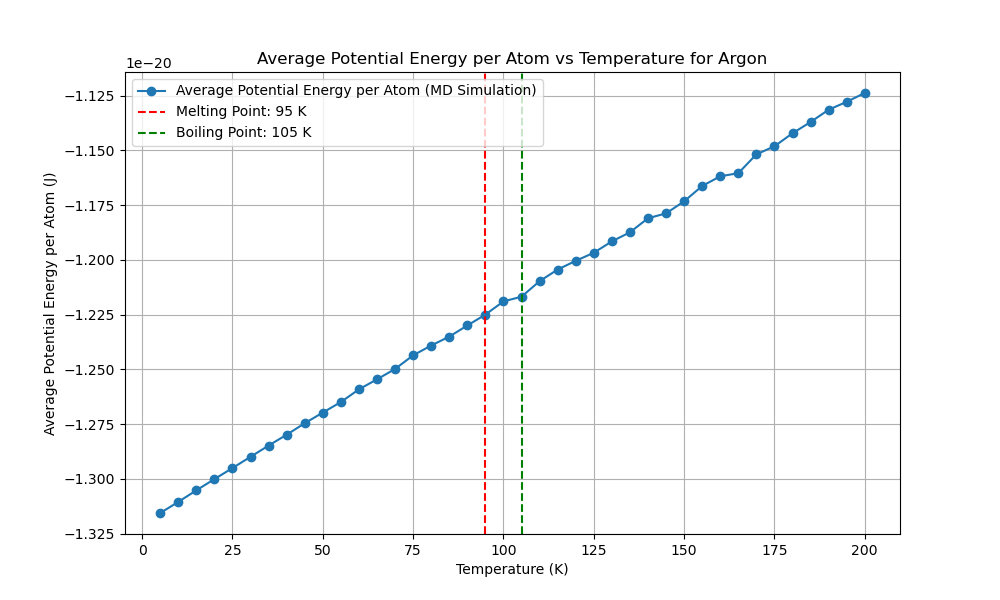 Average Potential Energy per Atom vs Temperature for Argon
1e−20
Average Potential Energy per Atom (MD Simulation)
Melting Point: 95 K
Boiling Point: 105 K
−1.125
−1.150
−1.175
−1.200
−1.225
−1.250
−1.275
−1.300
−1.325
Average Potential Energy per Atom (J)
0 25 50 75 100 125 150 175 200
Temperature (K)